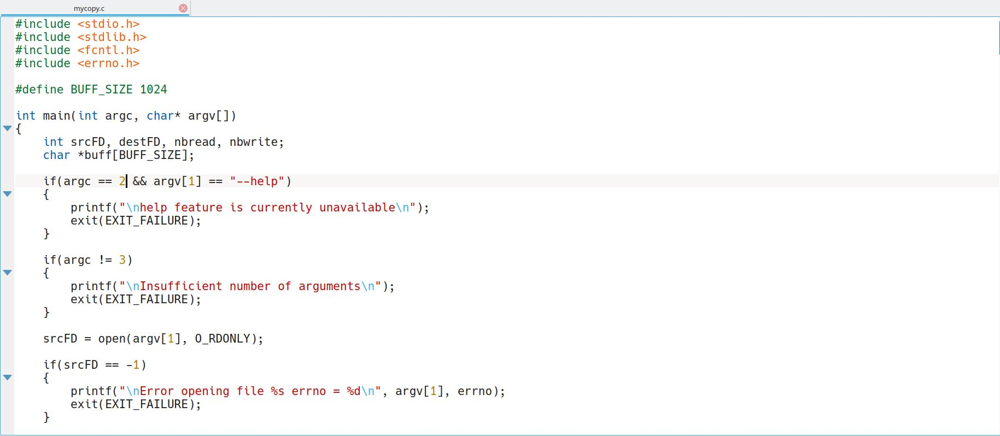 mycopy.c
#include <stdio.h>
#include <stdlib.h>
#include <fcntl.h>
#include <errno.h>

#define BUFF_SIZE 1024

int main(int argc, char* argv[])
{
    int srcFD, destFD, nbread, nbwrite;
    char *buff[BUFF_SIZE];

    if(argc == 2 && argv[1] == "--help")
    {
        printf("\nhelp feature is currently unavailable\n");
        exit(EXIT_FAILURE);
    }

    if(argc != 3)
    {
        printf("\nInsufficient number of arguments\n");
        exit(EXIT_FAILURE);
    }

    srcFD = open(argv[1], O_RDONLY);

    if(srcFD == -1)
    {
        printf("\nError opening file %s errno = %d\n", argv[1], errno);
        exit(EXIT_FAILURE);
    }